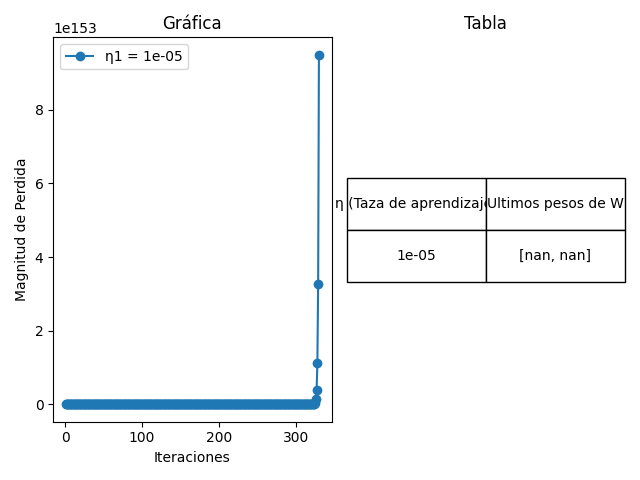 Gráfica
1e153
η1 = 1e-05
8
6
4
2
0
Magnitud de Perdida
0 100 200 300
Iteraciones
Tabla
η (Taza de aprendizaje Ultimos pesos de W
1e-05 [nan, nan]